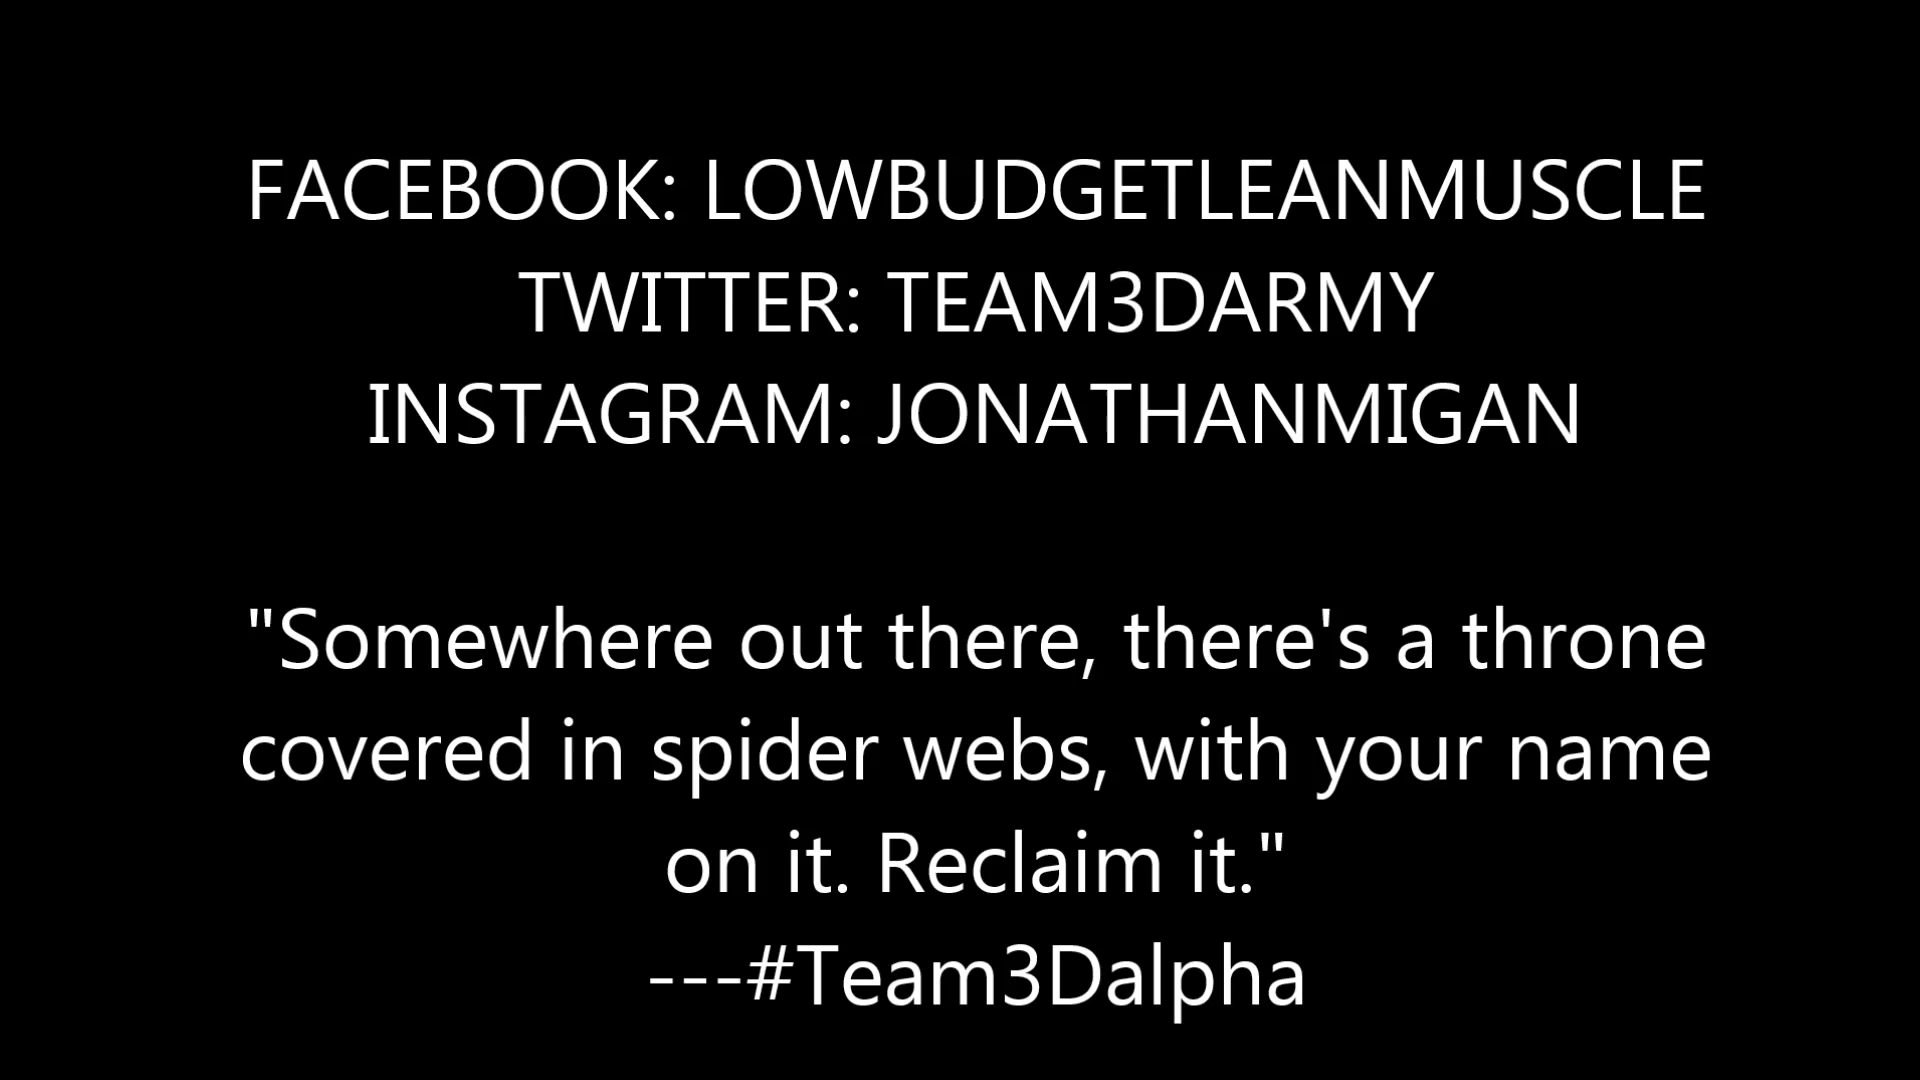 FACEBOOK: LOWBUDGETLEANMUSCLE
TWITTER: TEAM3DARMY
INSTAGRAM: JONATHANMIGAN
"Somewhere out there, there's a throne
covered in spider webs, with your name
on it. Reclaim it."
---#Team3Dalpha